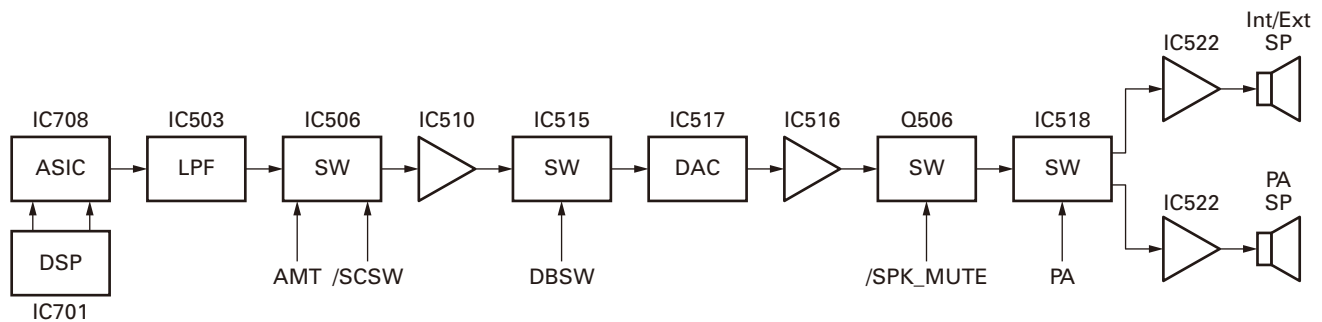 Int/Ext
SP
IC522
IC708
IC503
IC506
IC510
IC515
IC517
IC516
Q506
IC518
ASIC
LPF
SW
SW
DAC
SW
SW
PA
SP
IC522
DSP
IC701
AMT
/SCSW
DBSW
/SPK_MUTE
PA